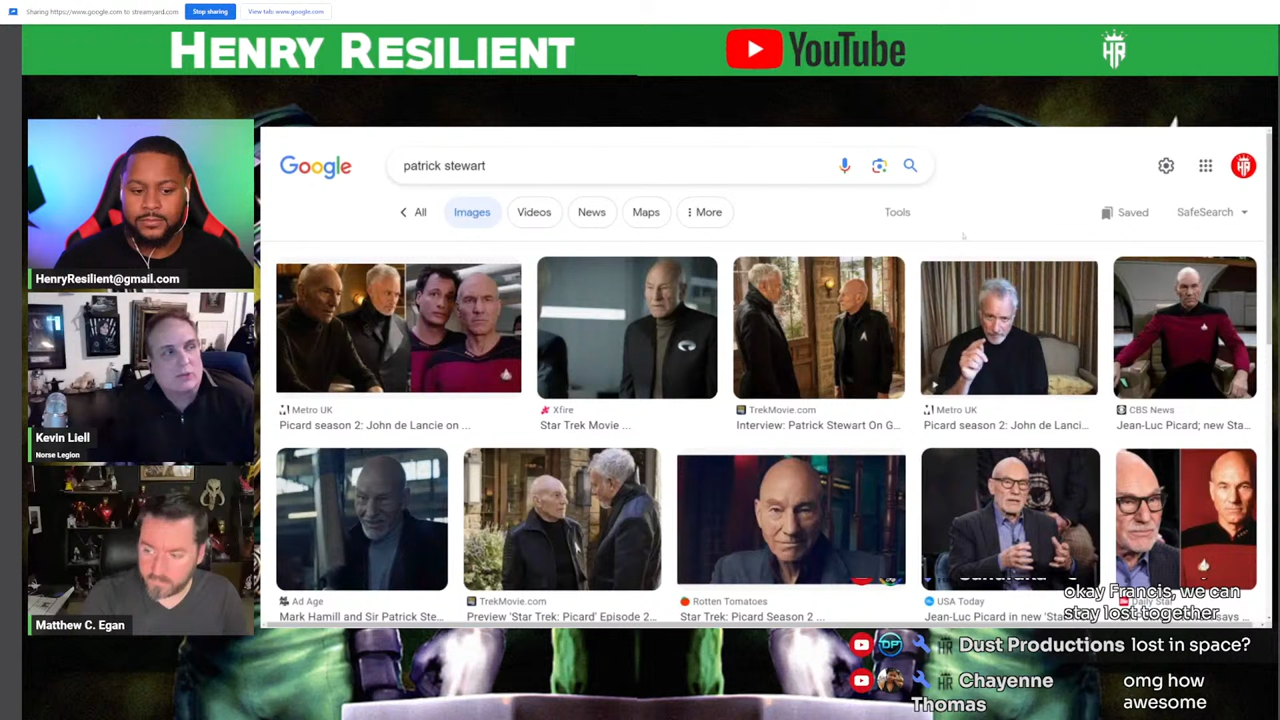 Sharing https://www.google.com to streamyard.com
Stop sharing
View tab: www.google.com
HENRY RESILIENT
YouTube
HR
HenryResilient@gmail.com
Kevin Liell
Norse Legion
Matthew C. Egan
Google
patrick stewart
HR
All
Images
Videos
News
Maps
More
Tools
Saved
SafeSearch
Metro UK
Picard season 2: John de Lancie on ...
Xfire
Star Trek Movie ...
TrekMovie.com
Interview: Patrick Stewart On G...
Metro UK
Picard season 2: John de Lanci...
CBS News
Jean-Luc Picard; new Sta...
Ad Age
Mark Hamill and Sir Patrick Ste...
TrekMovie.com
Preview 'Star Trek: Picard' Episode 2...
Rotten Tomatoes
Star Trek: Picard Season 2 ...
USA Today
Jean-Luc Picard in new 'Sta
okay Francis, we can
stay lost together
DP HR Dust Productions lost in space?
HR Chayenne Thomas omg how
awesome